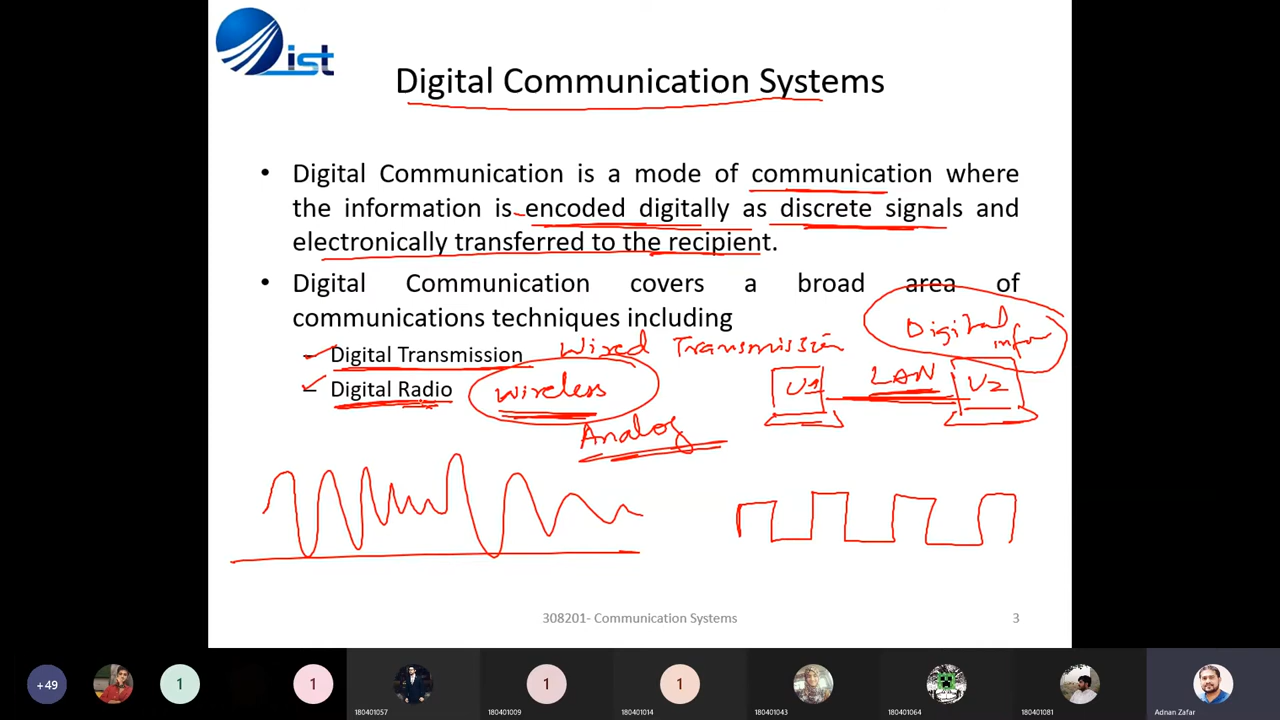 ist
Digital Communication Systems
• Digital Communication is a mode of communication where
the information is encoded digitally as discrete signals and
electronically transferred to the recipient.
• Digital Communication covers a broad area of
communications techniques including
– Digital Transmission
Wired Transmission
Digital
infor
– Digital Radio
Wireless
U1
LAN
U2
Analog
308201- Communication Systems
3
+49
1
1
1
1
180401057
180401009
180401014
180401043
180401064
180401081
Adnan Zafar